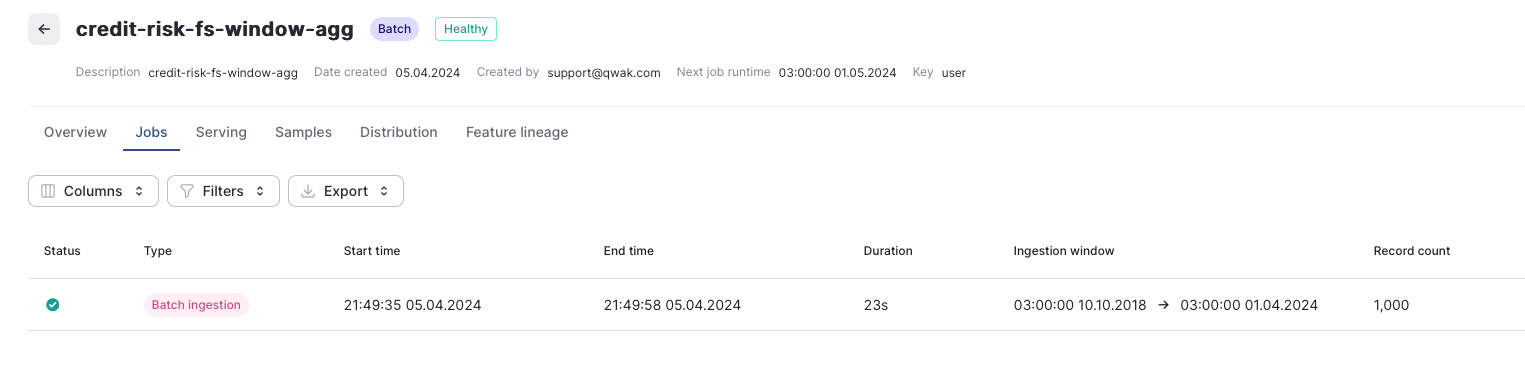 credit-risk-fs-window-agg Batch Healthy
Description credit-risk-fs-window-agg Date created 05.04.2024 Created by support@qwak.com Next job runtime 03:00:00 01.05.2024 Key user
Overview Jobs Serving Samples Distribution Feature lineage
Columns Filters Export
Status Type Start time End time Duration Ingestion window Record count
Batch ingestion 21:49:35 05.04.2024 21:49:58 05.04.2024 23s 03:00:00 10.10.2018 → 03:00:00 01.04.2024 1,000